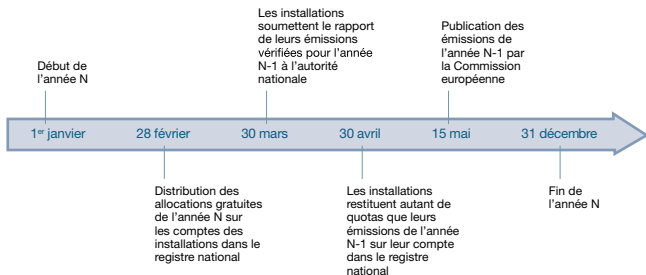 Les installations
soumettent le rapport
de leurs émissions
vérifiées pour l'année
N-1 à l'autorité
nationale
Publication des
émissions de
l'année N-1 par
la Commission
européenne
Début de
l'année N
1er janvier
28 février
30 mars
30 avril
15 mai
31 décembre
Distribution des
allocations gratuites
de l'année N sur
les comptes des
installations dans le
registre national
Les installations
restituent autant de
quotas que leurs
émissions de l'année
N-1 sur leur compte
dans le registre
national
Fin de
l'année N